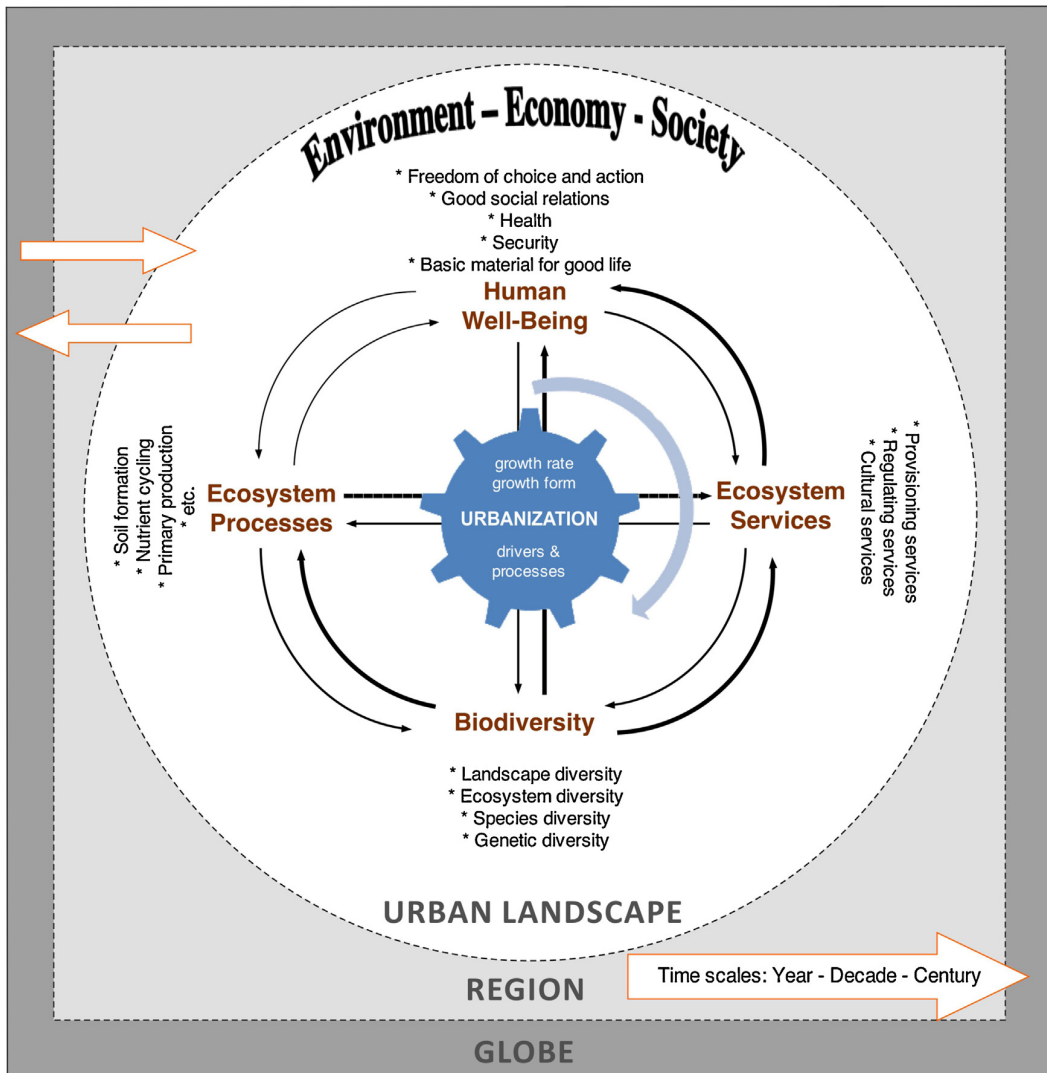 Environment – Economy - Society
* Freedom of choice and action
* Good social relations
* Health
* Security
* Basic material for good life
Human
Well-Being
* Soil formation
* Nutrient cycling
* Primary production
* etc.
Ecosystem
Processes
growth rate
growth form
URBANIZATION
drivers &
processes
Ecosystem
Services
* Provisioning services
* Regulating services
* Cultural services
Biodiversity
* Landscape diversity
* Ecosystem diversity
* Species diversity
* Genetic diversity
URBAN LANDSCAPE
Time scales: Year - Decade - Century
REGION
GLOBE